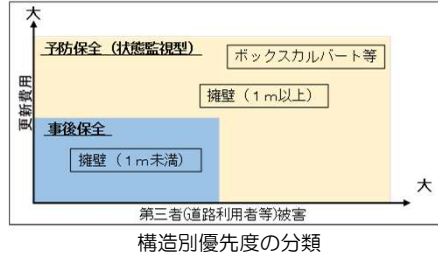 大
予防保全（状態監視型）
ボックスカルバート等
擁壁（１ｍ以上）
更新費用
事後保全
擁壁（１ｍ未満）
大
第三者(道路利用者等)被害
構造別優先度の分類